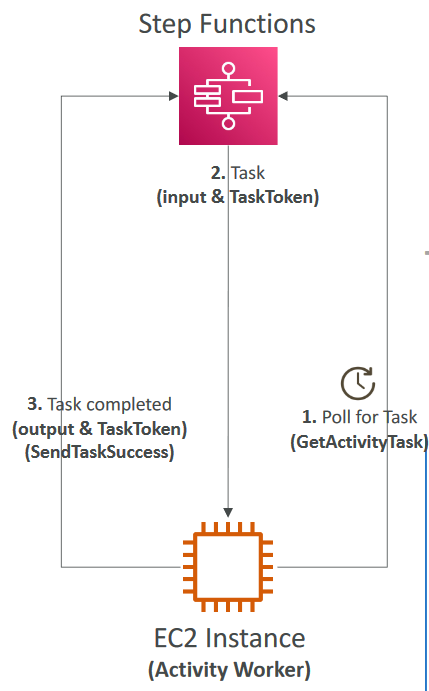 Step Functions
2. Task
(input & TaskToken)
3. Task completed
(output & TaskToken)
(SendTaskSuccess)
1. Poll for Task
(GetActivityTask)
EC2 Instance
(Activity Worker)